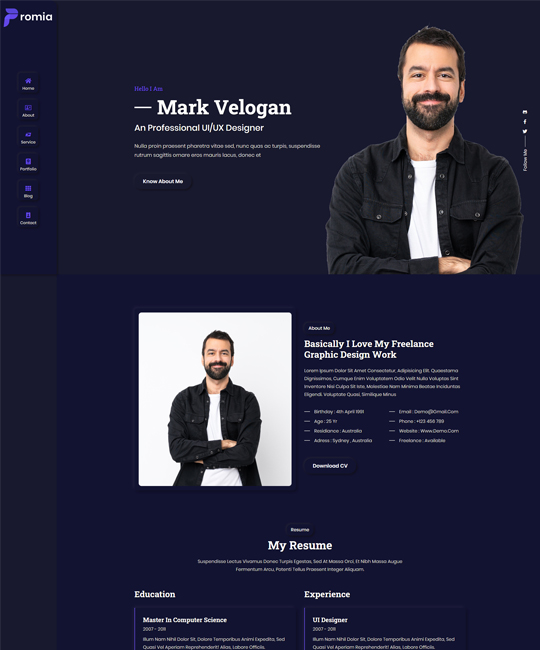 Promia
Home
About
Service
Portfolio
Blog
Contact
Hello I Am
Mark Velogan
An Professional UI/UX Designer
Nulla proin praesent pharetra vitae sed, nunc quas ac turpis, suspendisse
rutrum sagittis ornare eros mauris lacus, donec et
Know About Me
Follow Me
About Me
Basically I Love My Freelance
Graphic Design Work
Lorem Ipsum Dolor Sit Amet Consectetur, Adipisicing Elit. Quaestama
Dignissimos, Cumque Enim Voluptatem Odio Velit Nulla Voluptas Sint
Inventore Nisi Culpa Sit Iste, Molestiae Nam Minima Beatae Incididuntas
Eligendi. Voluptate Quasi, Similique Minus
Birthday : 4th April 1991
Email : Demo@Gmail.Com
Age : 25 Yr
Phone : +123 456 789
Residiance : Australia
Website : Www.Demo.Com
Adress : Sydney , Australia
Freelance : Available
Download CV
Resume
My Resume
Suspendisse Lectus Vivamus Donec Turpis Egestas, Sed At Massa Orci, Et Nibh Massa Augue
Fermentum Arcu, Potenti Tellus Praesent Integer Aliquam.
Education
Experience
Master In Computer Science
2007 - 2011
Illum Nam Nihil Dolor Sit, Dolore Temporibus Animi Expedita, Sed
Quasi Vel Aperiam Reprehenderit! Alias, Labore Officiis.
UI Designer
2007 - 2011
Illum Nam Nihil Dolor Sit, Dolore Temporibus Animi Expedita, Sed
Quasi Vel Aperiam Reprehenderit! Alias, Labore Officiis.